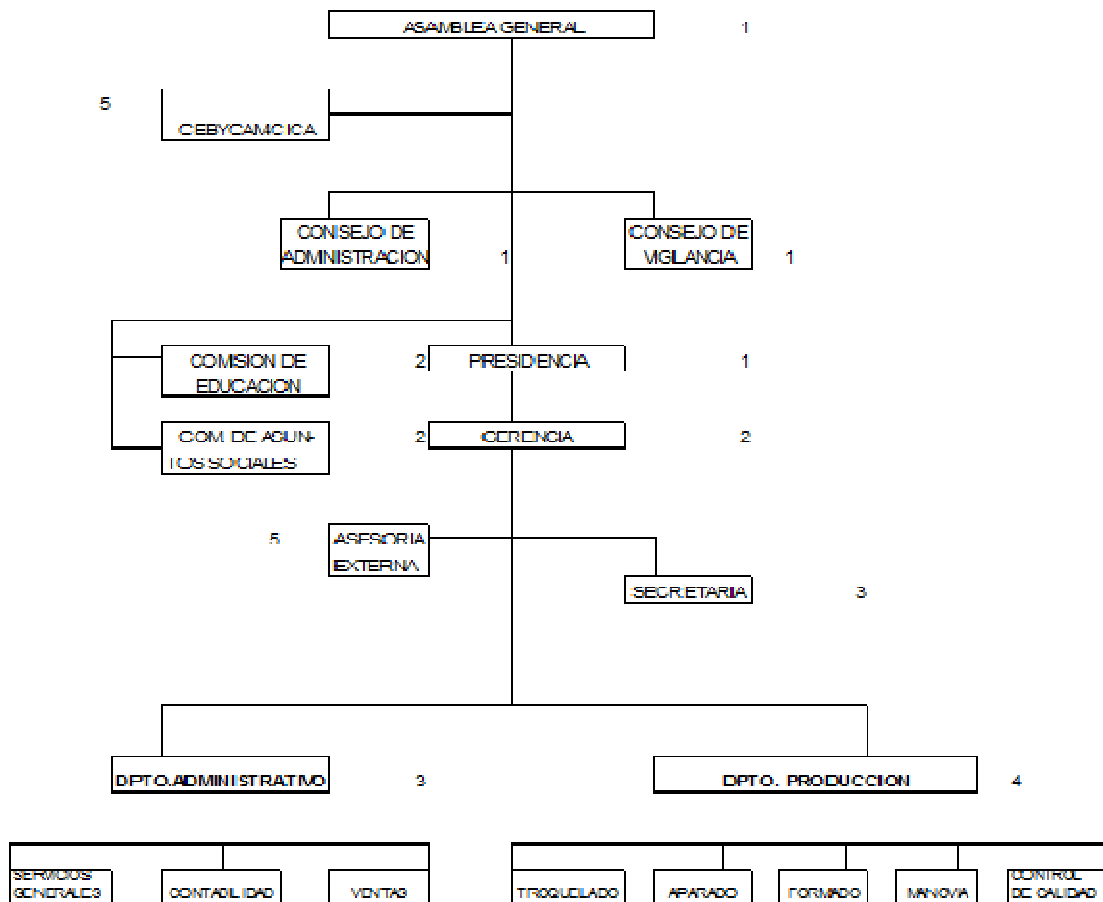 ASAMBLEA GENERAL 1
5
CEBYCAMCICA
CONSEJO DE
ADMINISTRACION 1
CONSEJO DE
VIGILANCIA 1
COMISION DE
EDUCACION 2
PRESIDENCIA 1
COM. DE ASUN-
TOS SOCIALES 2
GERENCIA 2
5 ASESORIA
EXTERNA
SECRETARIA 3
DPTO.ADMINISTRATIVO 3
DPTO. PRODUCCION 4
SERVICIOS
GENERALES
CONTABILIDAD
VENTAS
TROQUELADO
APARADO
FORMADO
MANOVIA
CONTROL
DE CALIDAD